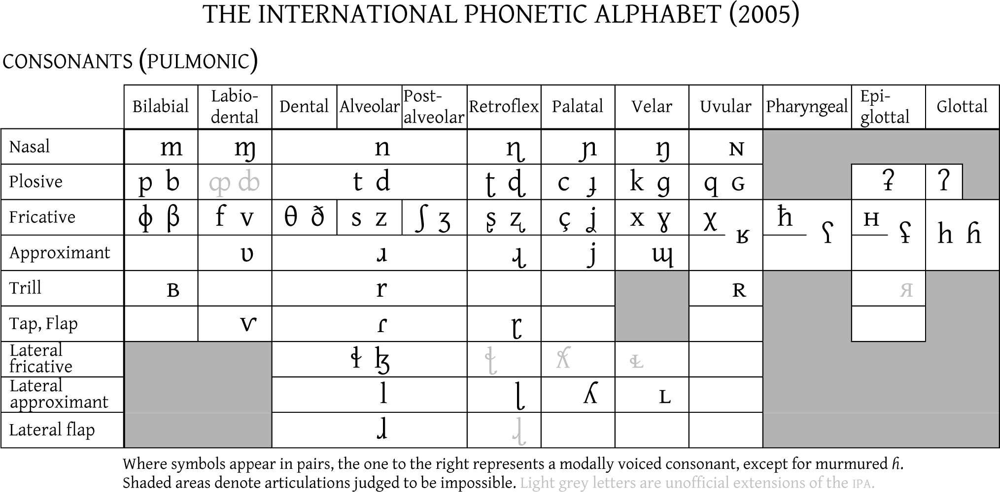 THE INTERNATIONAL PHONETIC ALPHABET (2005)
CONSONANTS (PULMONIC)
Bilabial Labio- dental Dental Alveolar Post- alveolar Retroflex Palatal Velar Uvular Pharyngeal Epi- glottal Glottal
Nasal m ɱ n ɳ ɲ ŋ ɴ
Plosive p b ȹ ȸ t d ʈ ɖ c ɟ k ɡ q ɢ ʡ ʔ
Fricative ɸ β f v θ ð s z ʃ ʒ ʂ ʐ ç ʝ x ɣ χ ʁ ħ ʕ ʜ ʢ h ɦ
Approximant ʋ ɹ ɻ j ɰ
Trill ʙ r ʀ ᴙ
Tap, Flap ⱱ ɾ ɽ
Lateral
fricative ɬ ɮ ꞎ 𝼆 𝼄
Lateral
approximant l ɭ ʎ ʟ
Lateral flap ɺ 𝼈
Where symbols appear in pairs, the one to the right represents a modally voiced consonant, except for murmured ɦ.
Shaded areas denote articulations judged to be impossible. Light grey letters are unofficial extensions of the IPA.